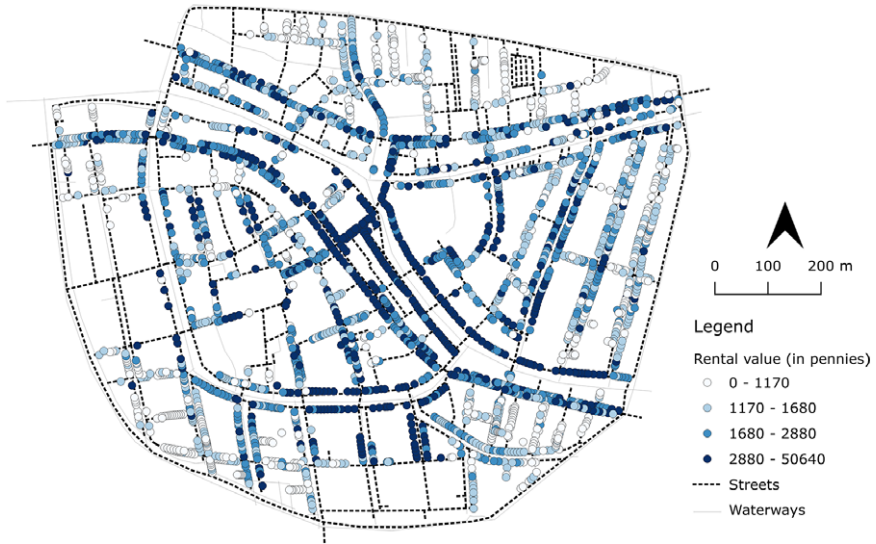 0 100 200 m
Legend
Rental value (in pennies)
0 - 1170
1170 - 1680
1680 - 2880
2880 - 50640
Streets
Waterways